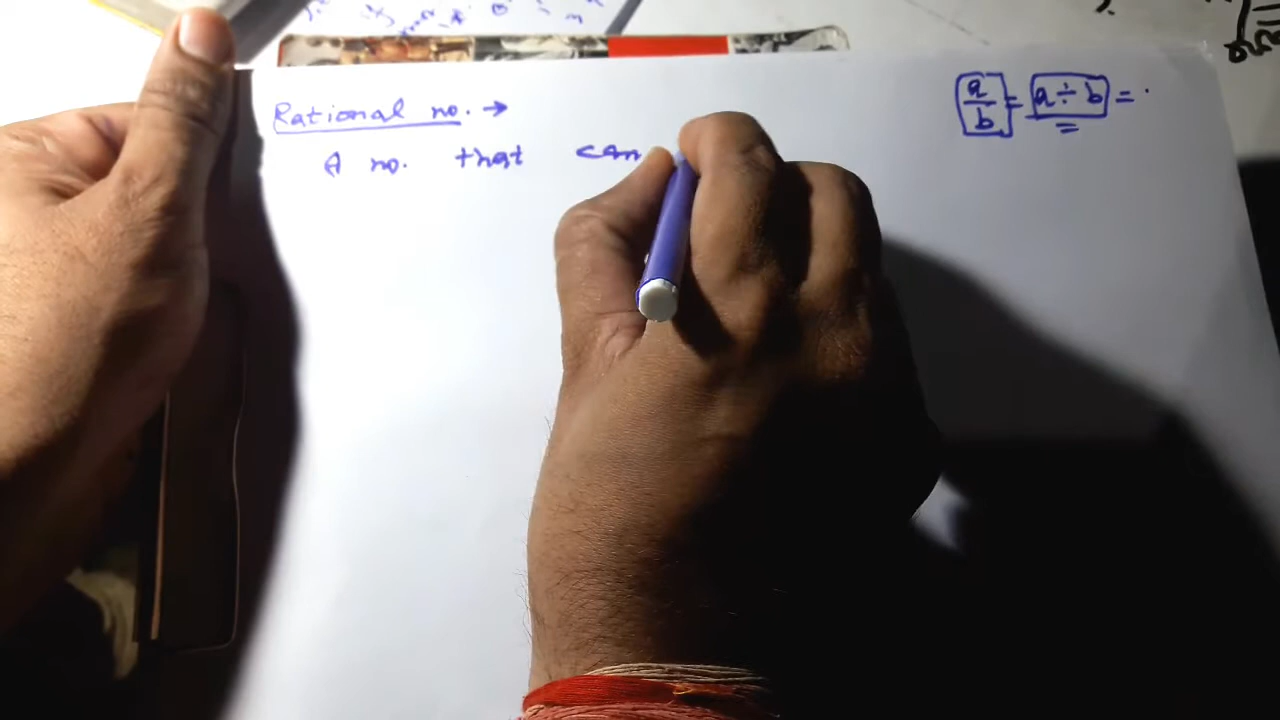 Rational no. →
A no. that can
a/b = a ÷ b =